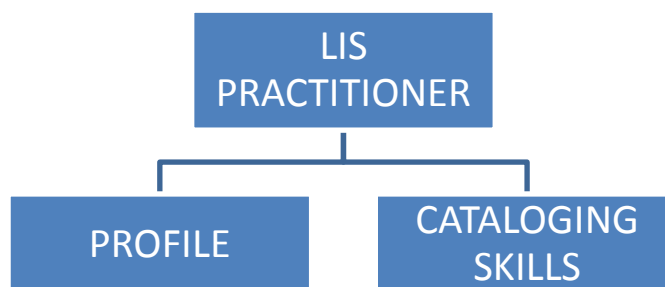 LIS
PRACTITIONER
PROFILE
CATALOGING
SKILLS